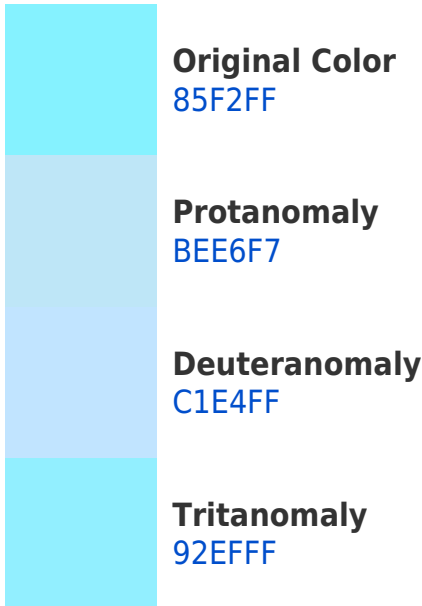 Original Color
85F2FF
Protanomaly
BEE6F7
Deuteranomaly
C1E4FF
Tritanomaly
92EFFF